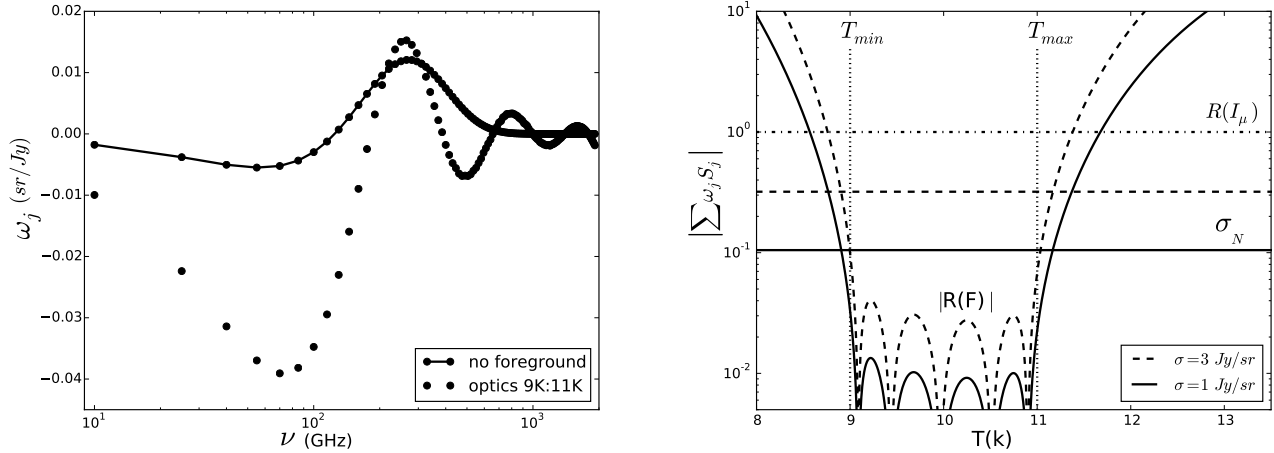 0.02
0.01
0.00
−0.01
−0.02
−0.03
−0.04
ω_j (sr/Jy)
10^1
10^2
10^3
ν (GHz)
no foreground
optics 9K:11K
10^1
10^0
10^-1
10^-2
|∑ω_j S_j|
T_min
T_max
R(I_μ)
σ_N
|R(F)|
σ=3 Jy/sr
σ=1 Jy/sr
8
9
10
11
12
13
T(k)